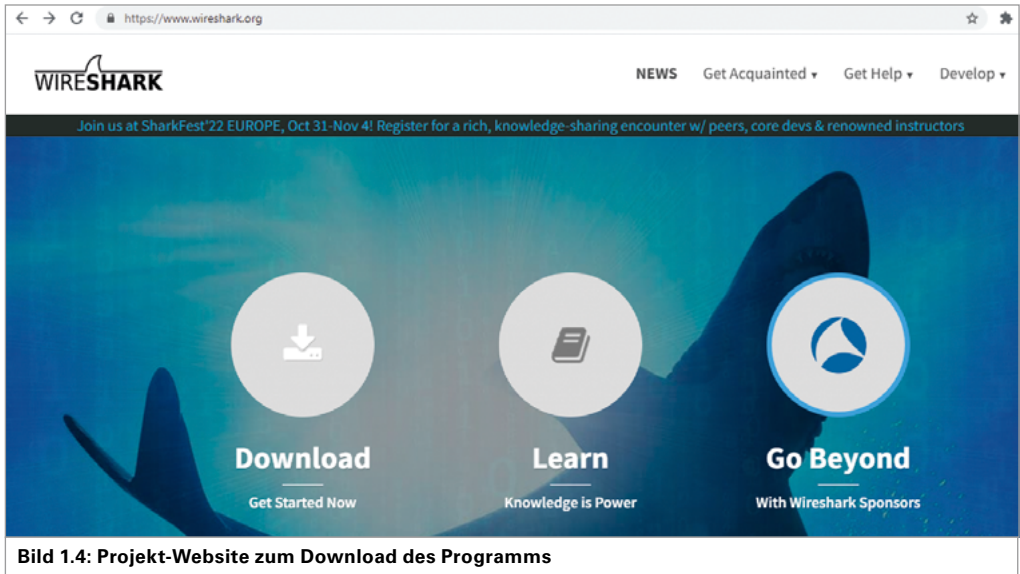 https://www.wireshark.org
WIRESHARK
NEWS Get Acquainted ▾ Get Help ▾ Develop ▾
Join us at SharkFest'22 EUROPE, Oct 31-Nov 4! Register for a rich, knowledge-sharing encounter w/ peers, core devs & renowned instructors
Download Learn Go Beyond
Get Started Now Knowledge is Power With Wireshark Sponsors
Bild 1.4: Projekt-Website zum Download des Programms